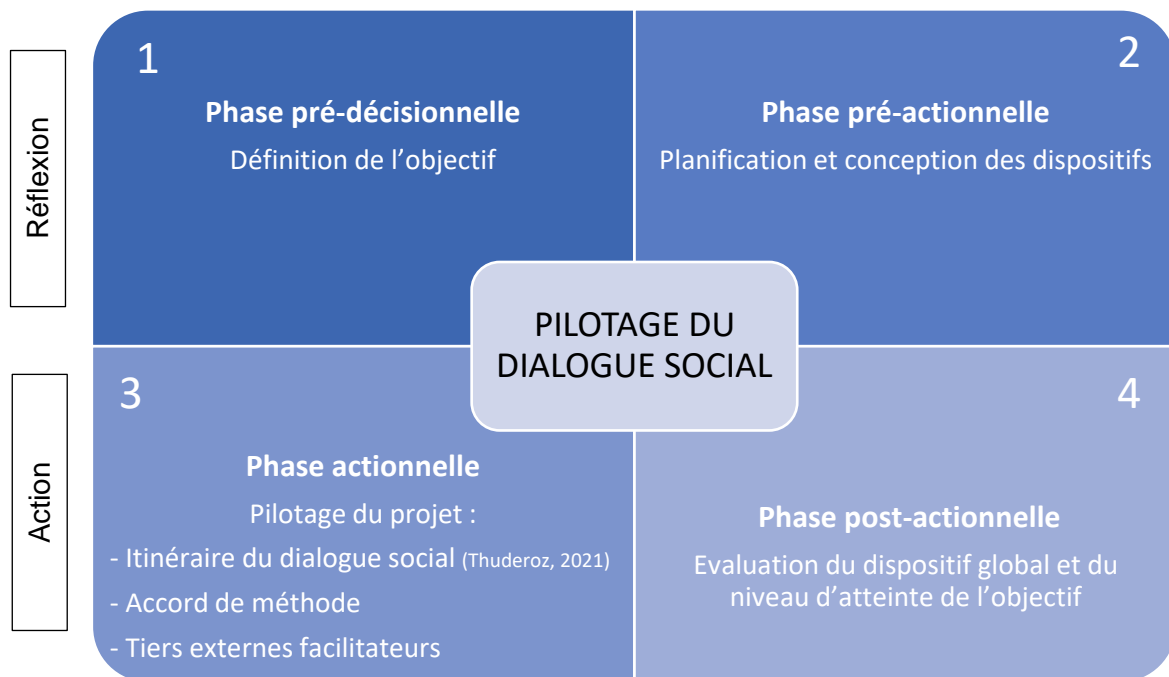 Réflexion
1
Phase pré-décisionnelle
Définition de l’objectif
2
Phase pré-actionnelle
Planification et conception des dispositifs
PILOTAGE DU
DIALOGUE SOCIAL
Action
3
Phase actionnelle
Pilotage du projet :
- Itinéraire du dialogue social (Thuderoz, 2021)
- Accord de méthode
- Tiers externes facilitateurs
4
Phase post-actionnelle
Evaluation du dispositif global et du
niveau d’atteinte de l’objectif